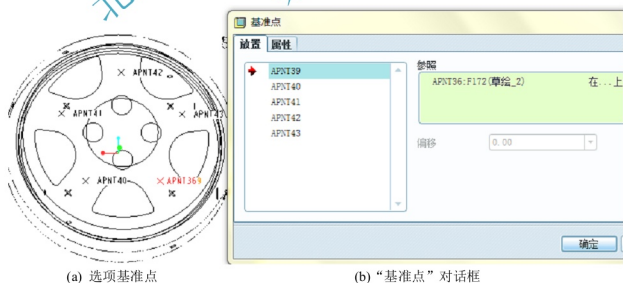 基准点
放置 属性
APNT39
APNT40
APNT41
APNT42
APNT43
参照
APNT36:F172(草绘_2) 在...上
偏移 0.00
确定
APNT42
APNT41
APNT40
(a) 选项基准点
(b)“基准点”对话框